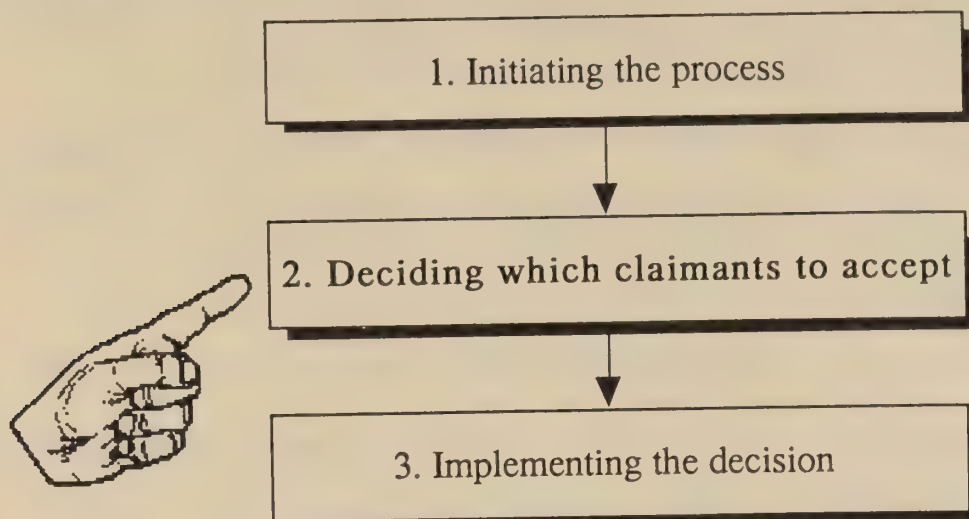 1. Initiating the process
2. Deciding which claimants to accept
3. Implementing the decision